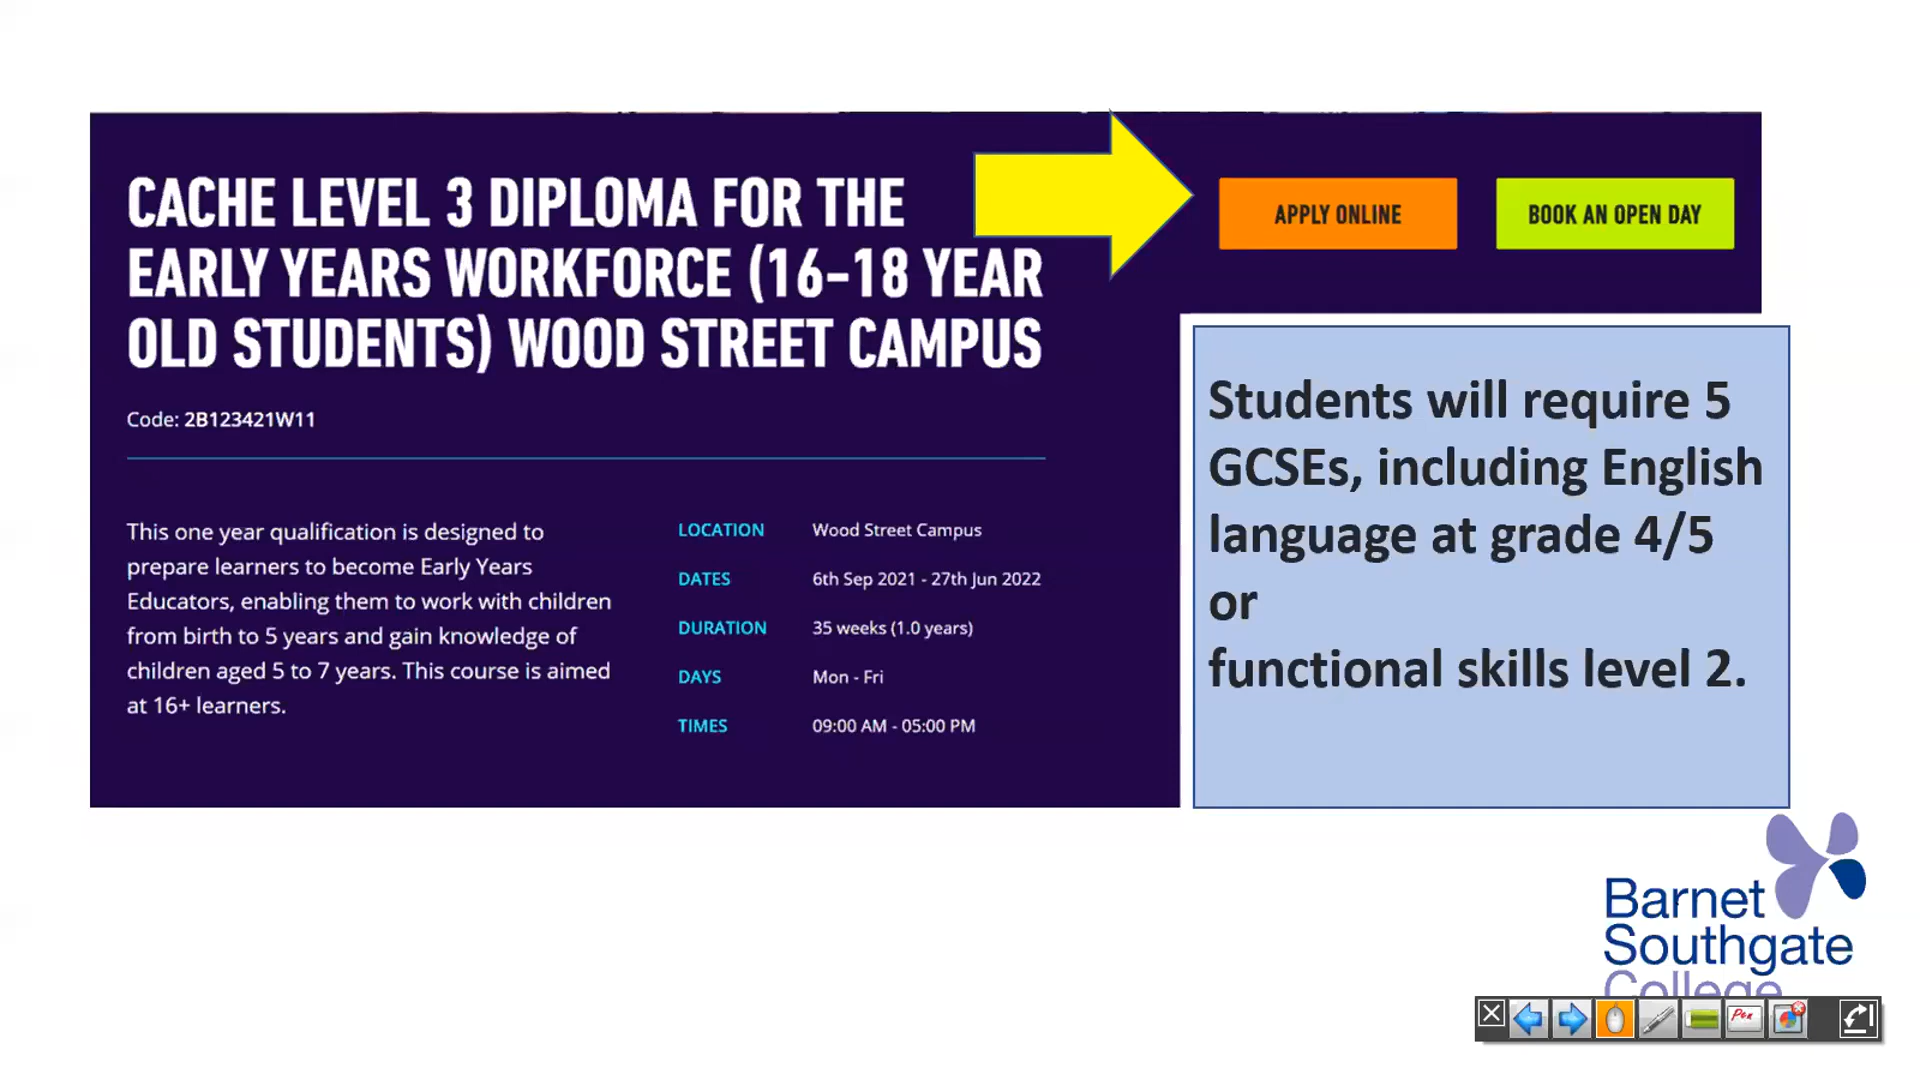 CACHE LEVEL 3 DIPLOMA FOR THE
EARLY YEARS WORKFORCE (16-18 YEAR
OLD STUDENTS) WOOD STREET CAMPUS
APPLY ONLINE
BOOK AN OPEN DAY
Code: 2B123421W11
This one year qualification is designed to
prepare learners to become Early Years
Educators, enabling them to work with children
from birth to 5 years and gain knowledge of
children aged 5 to 7 years. This course is aimed
at 16+ learners.
LOCATION Wood Street Campus
DATES 6th Sep 2021 - 27th Jun 2022
DURATION 35 weeks (1.0 years)
DAYS Mon - Fri
TIMES 09:00 AM - 05:00 PM
Students will require 5
GCSEs, including English
language at grade 4/5
or
functional skills level 2.
Barnet
Southgate
College
Pen